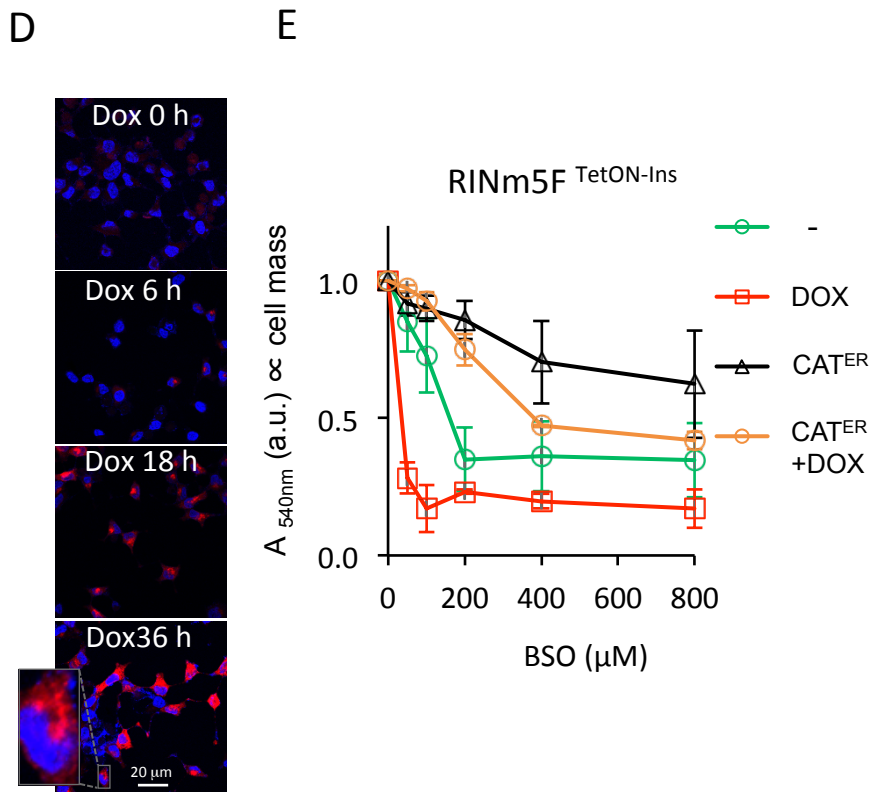 D
E
Dox 0 h
Dox 6 h
Dox 18 h
Dox36 h
20 μm
RINm5F TetON-Ins
A 540nm (a.u.) ∝ cell mass
1.0
0.5
0.0
0
200
400
600
800
BSO (μM)
-
DOX
CATᴱᴿ
CATᴱᴿ
+DOX